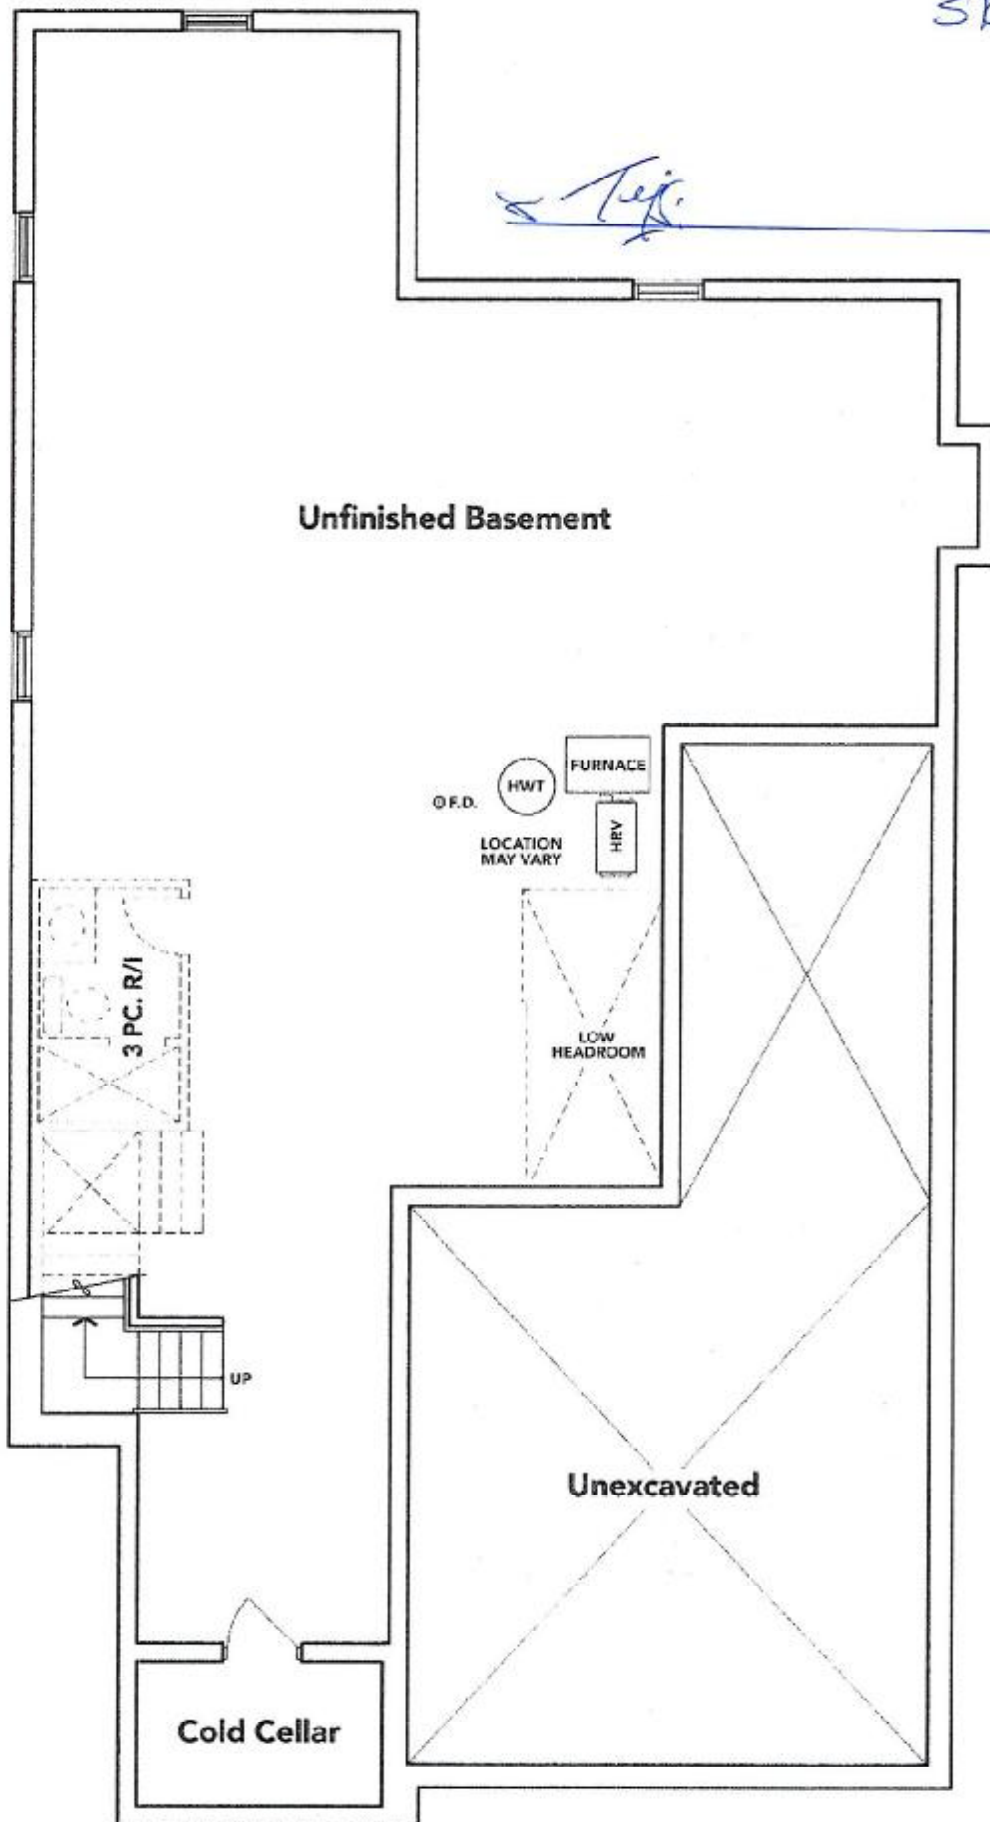 Unfinished Basement
FURNACE
HWT
F.D.
HRV
LOCATION
MAY VARY
3 PC. R/I
LOW
HEADROOM
UP
Unexcavated
Cold Cellar